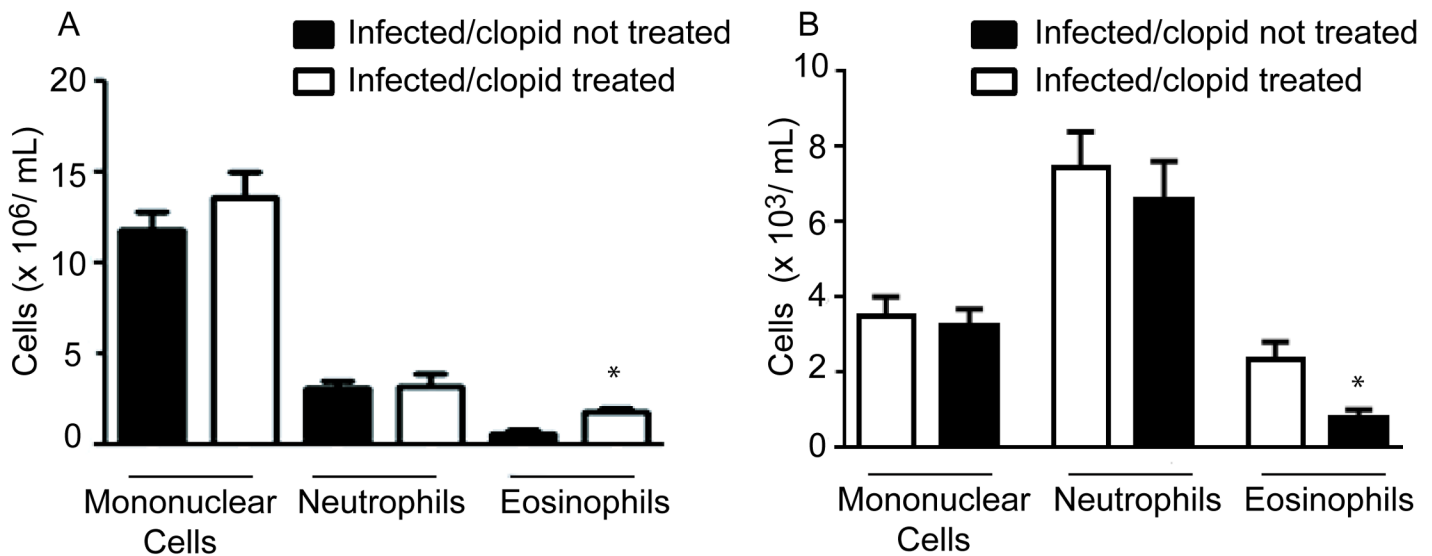 A
Infected/clopid not treated
Infected/clopid treated
Cells (x 10⁶/ mL)
20
15
10
5
0
*
Mononuclear
Cells
Neutrophils
Eosinophils
B
Infected/clopid not treated
Infected/clopid treated
Cells (x 10³/ mL)
10
8
6
4
2
0
*
Mononuclear
Cells
Neutrophils
Eosinophils